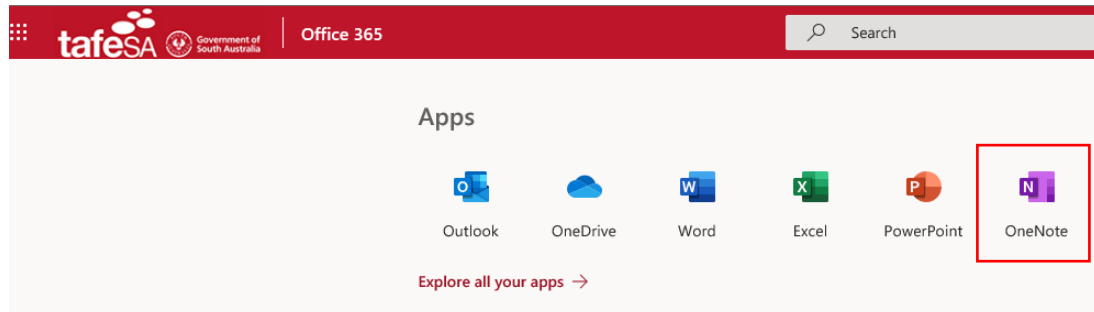 tafeSA
Government of
South Australia
Office 365
Search
Apps
Outlook
OneDrive
Word
Excel
PowerPoint
OneNote
Explore all your apps →